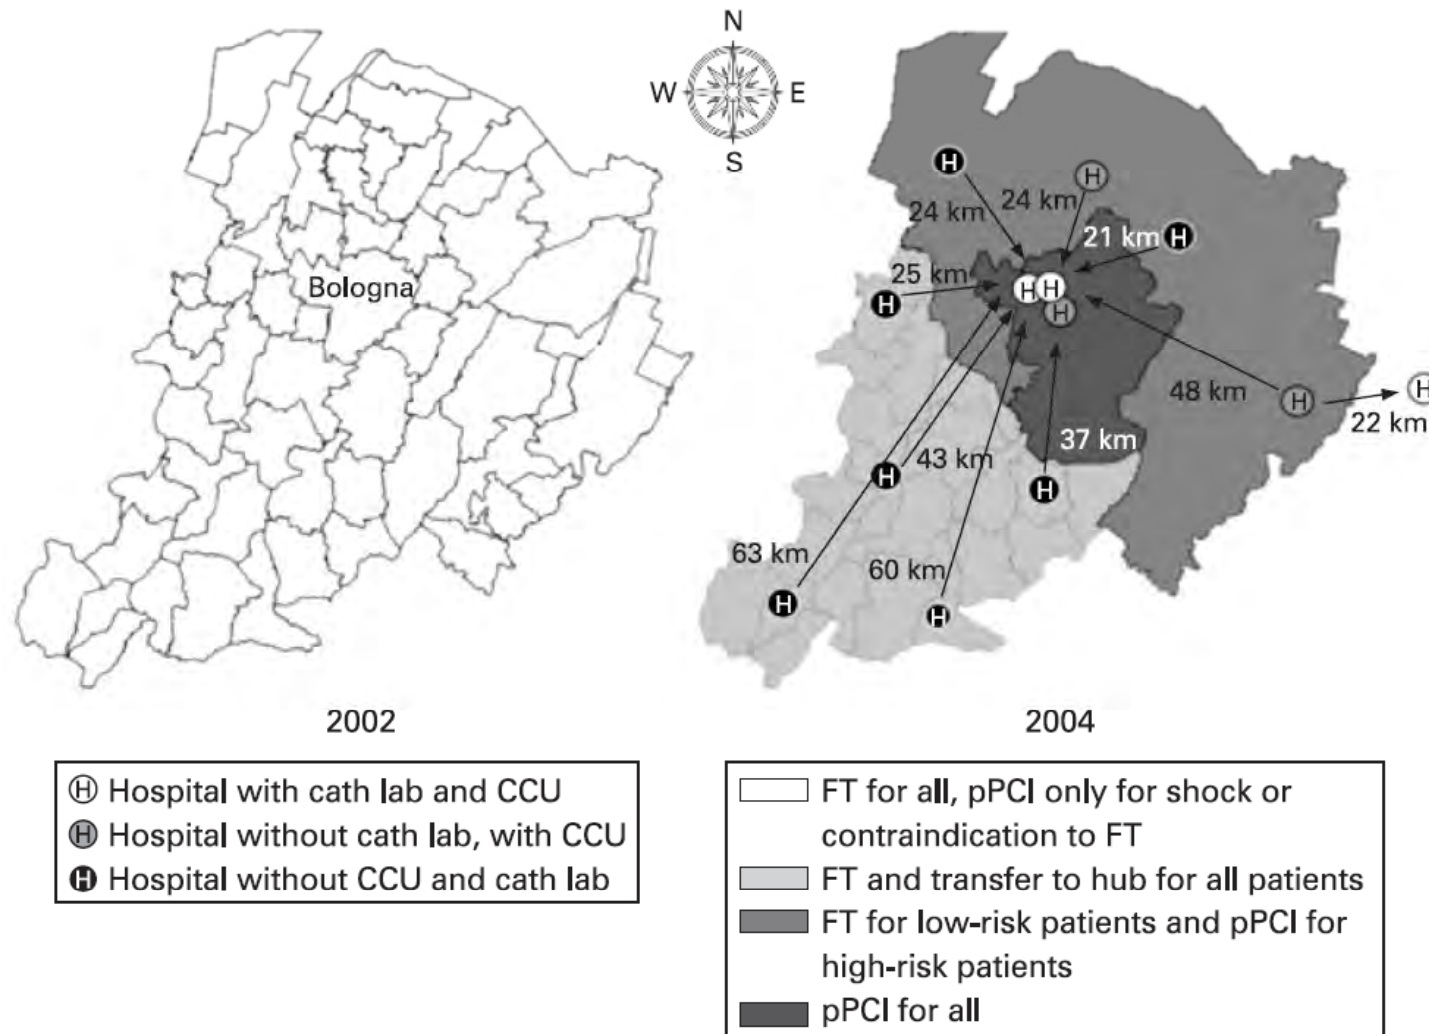 N
W E
S
Bologna
H
H
24 km
24 km
H
21 km
H
25 km
H
H
H
H
48 km
H
H
22 km
37 km
43 km
H
H
63 km
60 km
H
H
2002
2004
H Hospital with cath lab and CCU
H Hospital without cath lab, with CCU
H Hospital without CCU and cath lab
FT for all, pPCI only for shock or
contraindication to FT
FT and transfer to hub for all patients
FT for low-risk patients and pPCI for
high-risk patients
pPCI for all